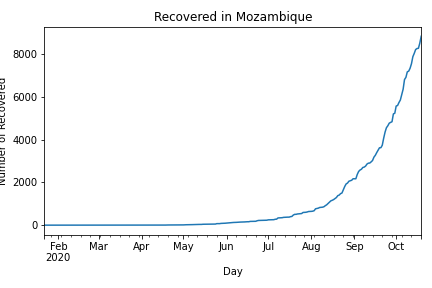 Recovered in Mozambique
Number of Recovered
8000
6000
4000
2000
0
Feb
2020
Mar
Apr
May
Jun
Jul
Aug
Sep
Oct
Day